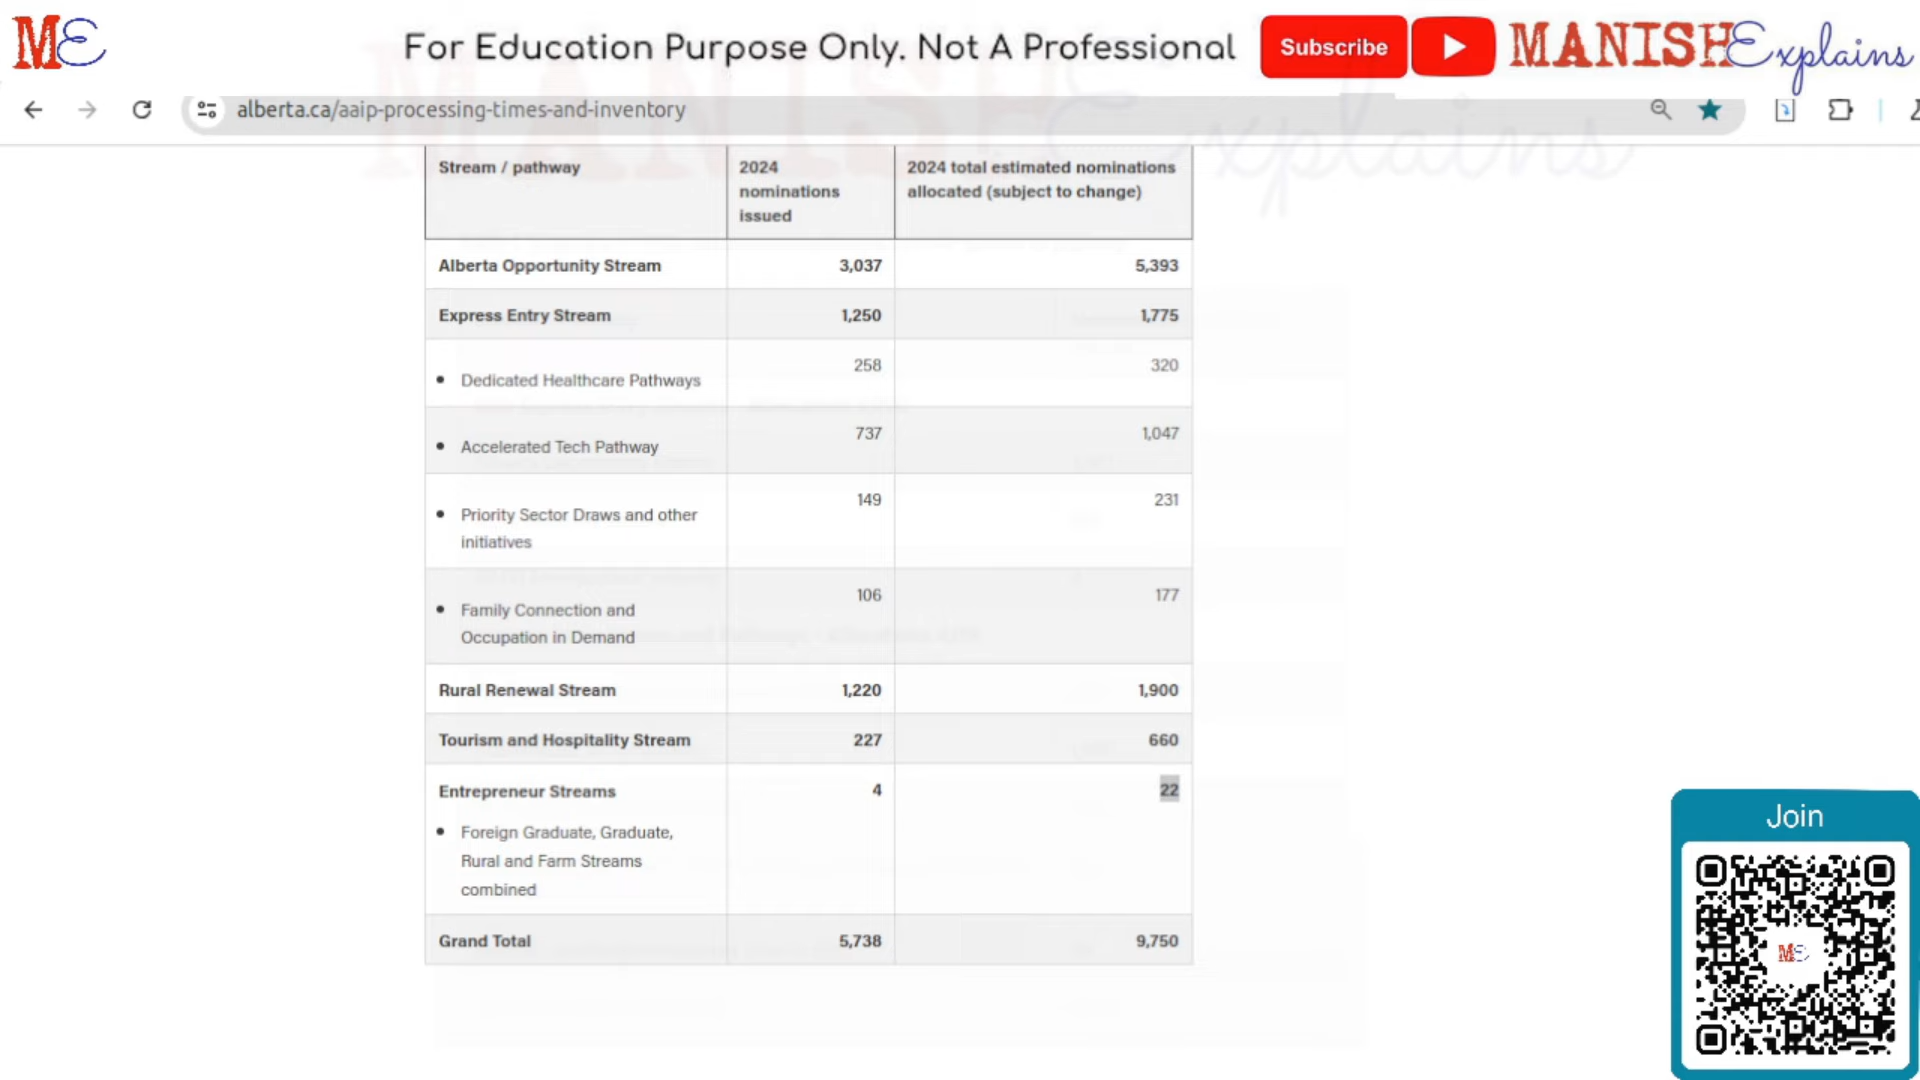 ME
For Education Purpose Only. Not A Professional
Subscribe
MANISH Explains
alberta.ca/aaip-processing-times-and-inventory
Stream / pathway
2024
nominations
issued
2024 total estimated nominations
allocated (subject to change)
Alberta Opportunity Stream 3,037 5,393
Express Entry Stream 1,250 1,775
• Dedicated Healthcare Pathways 258 320
• Accelerated Tech Pathway 737 1,047
• Priority Sector Draws and other 149 231
initiatives
• Family Connection and 106 177
Occupation in Demand
Rural Renewal Stream 1,220 1,900
Tourism and Hospitality Stream 227 660
Entrepreneur Streams 4 22
• Foreign Graduate, Graduate,
Rural and Farm Streams
combined
Grand Total 5,738 9,750
Join
ME
MANISH Explains